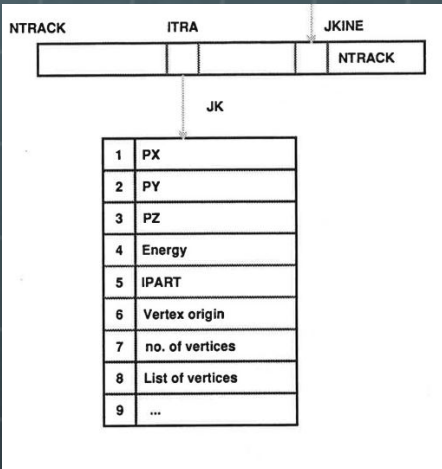 NTRACK ITRA JKINE
NTRACK
JK
1 PX
2 PY
3 PZ
4 Energy
5 IPART
6 Vertex origin
7 no. of vertices
8 List of vertices
9 ...